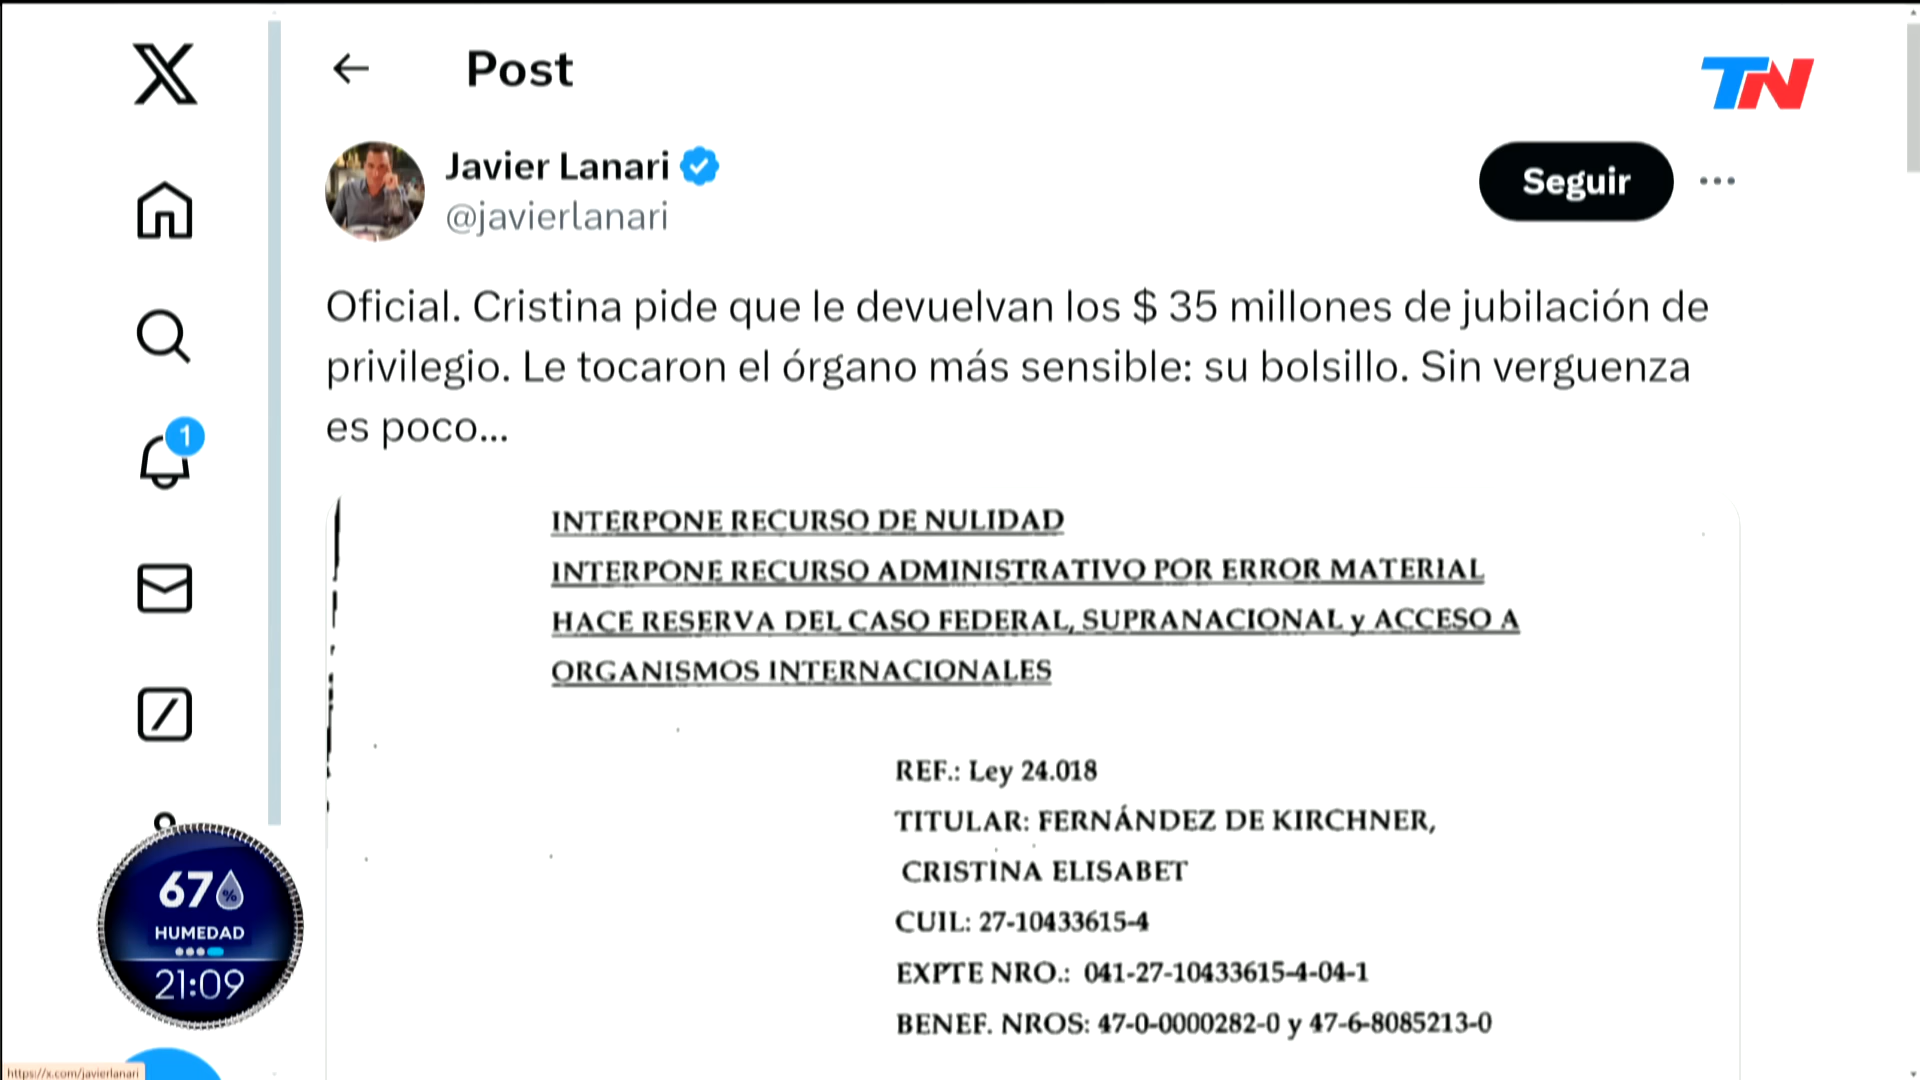 Post
TN
Javier Lanari
@javierlanari
Seguir
Oficial. Cristina pide que le devuelvan los $ 35 millones de jubilación de
privilegio. Le tocaron el órgano más sensible: su bolsillo. Sin verguenza
es poco...
INTERPONE RECURSO DE NULIDAD
INTERPONE RECURSO ADMINISTRATIVO POR ERROR MATERIAL
HACE RESERVA DEL CASO FEDERAL, SUPRANACIONAL y ACCESO A
ORGANISMOS INTERNACIONALES
REF.: Ley 24.018
TITULAR: FERNÁNDEZ DE KIRCHNER,
CRISTINA ELISABET
CUIL: 27-10433615-4
EXPTE NRO.: 041-27-10433615-4-04-1
BENEF. NROS: 47-0-0000282-0 y 47-6-8085213-0
1
67%
HUMEDAD
21:09
https://x.com/javierlanari